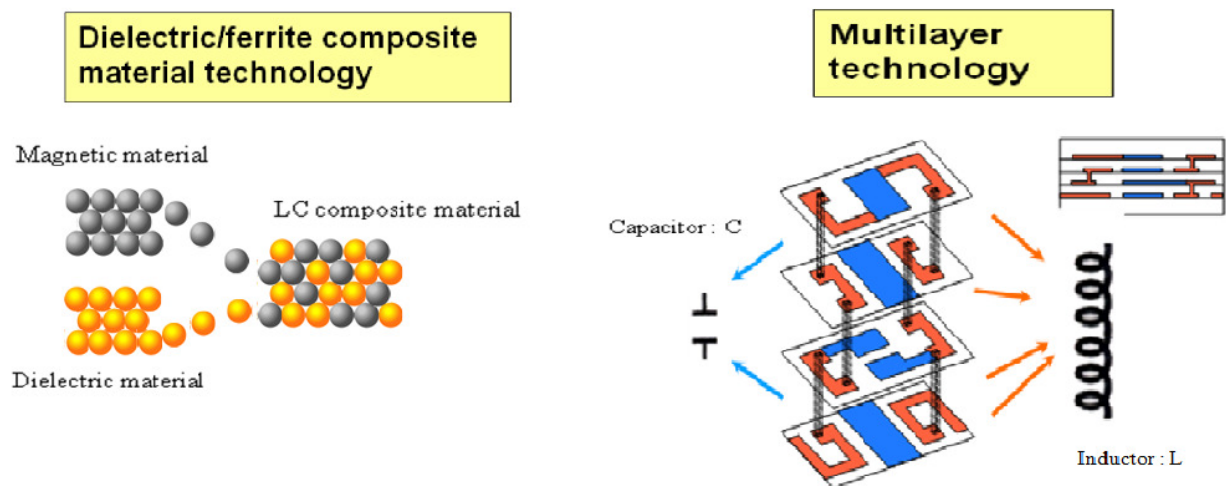 Dielectric/ferrite composite
material technology
Multilayer
technology
Magnetic material
LC composite material
Dielectric material
Capacitor : C
Inductor : L